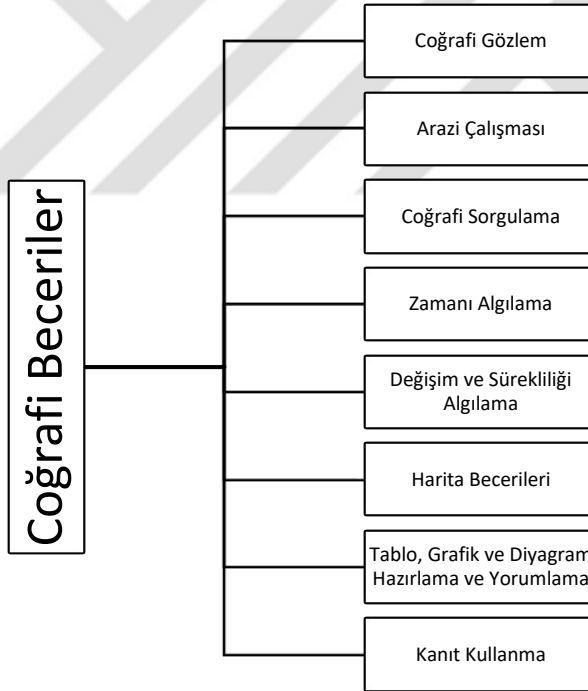 Coğrafi Beceriler
Coğrafi Gözlem
Arazi Çalışması
Coğrafi Sorgulama
Zamanı Algılama
Değişim ve Sürekliliği
Algılama
Harita Becerileri
Tablo, Grafik ve Diyagram
Hazırlama ve Yorumlama
Kanıt Kullanma